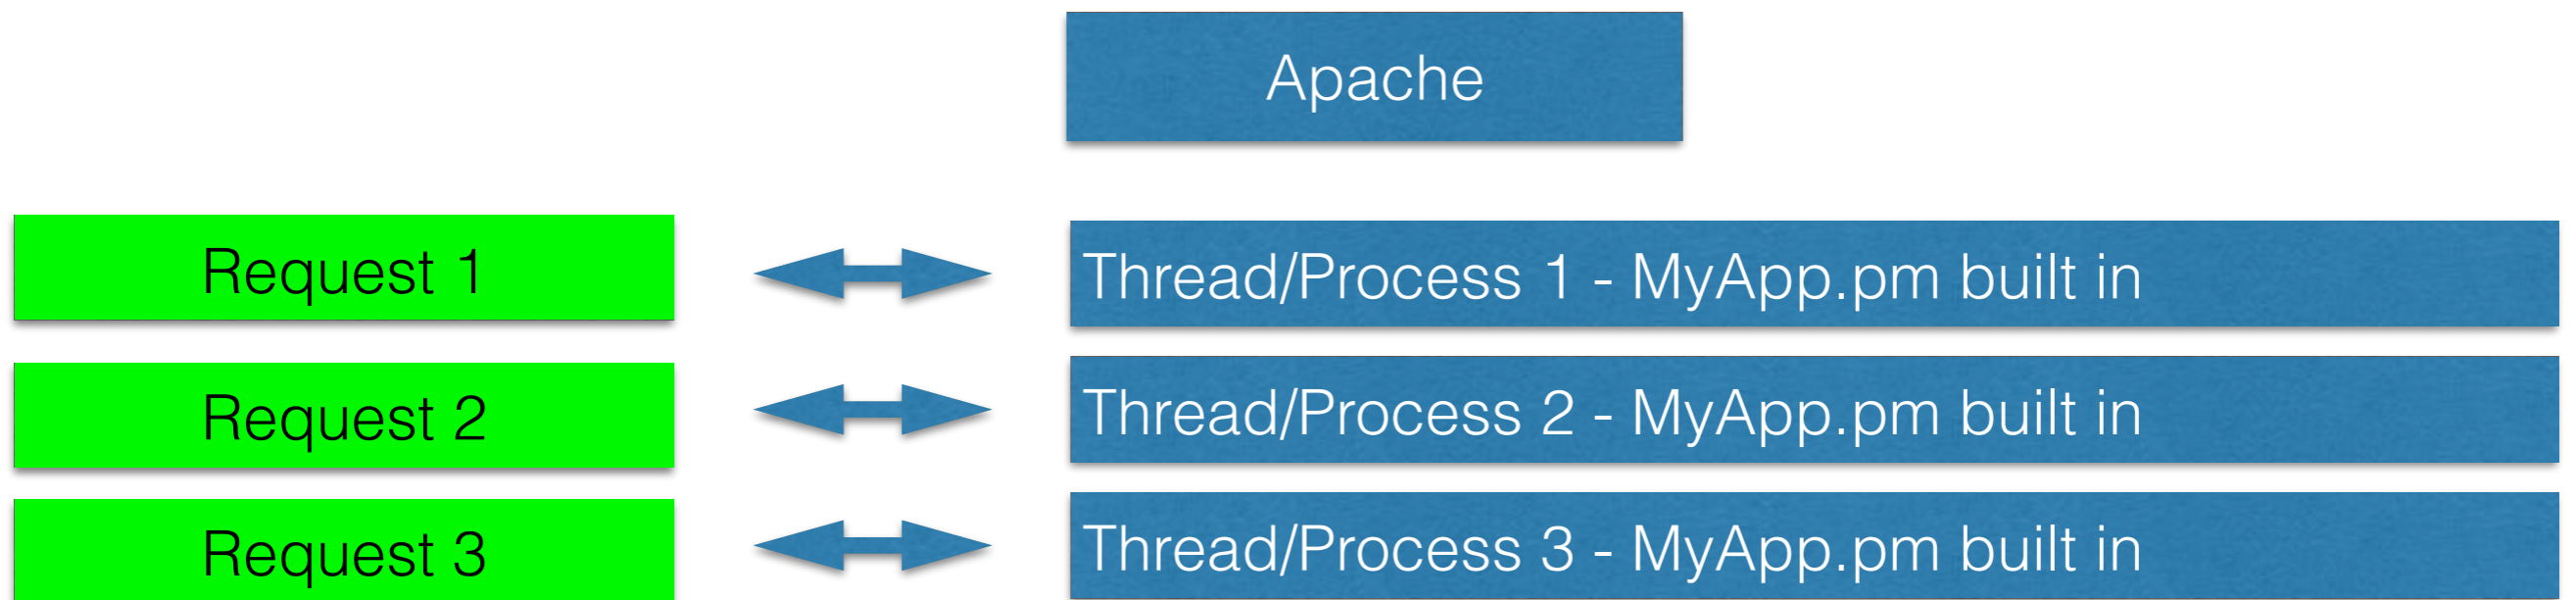 Apache
Request 1
Thread/Process 1 - MyApp.pm built in
Request 2
Thread/Process 2 - MyApp.pm built in
Request 3
Thread/Process 3 - MyApp.pm built in